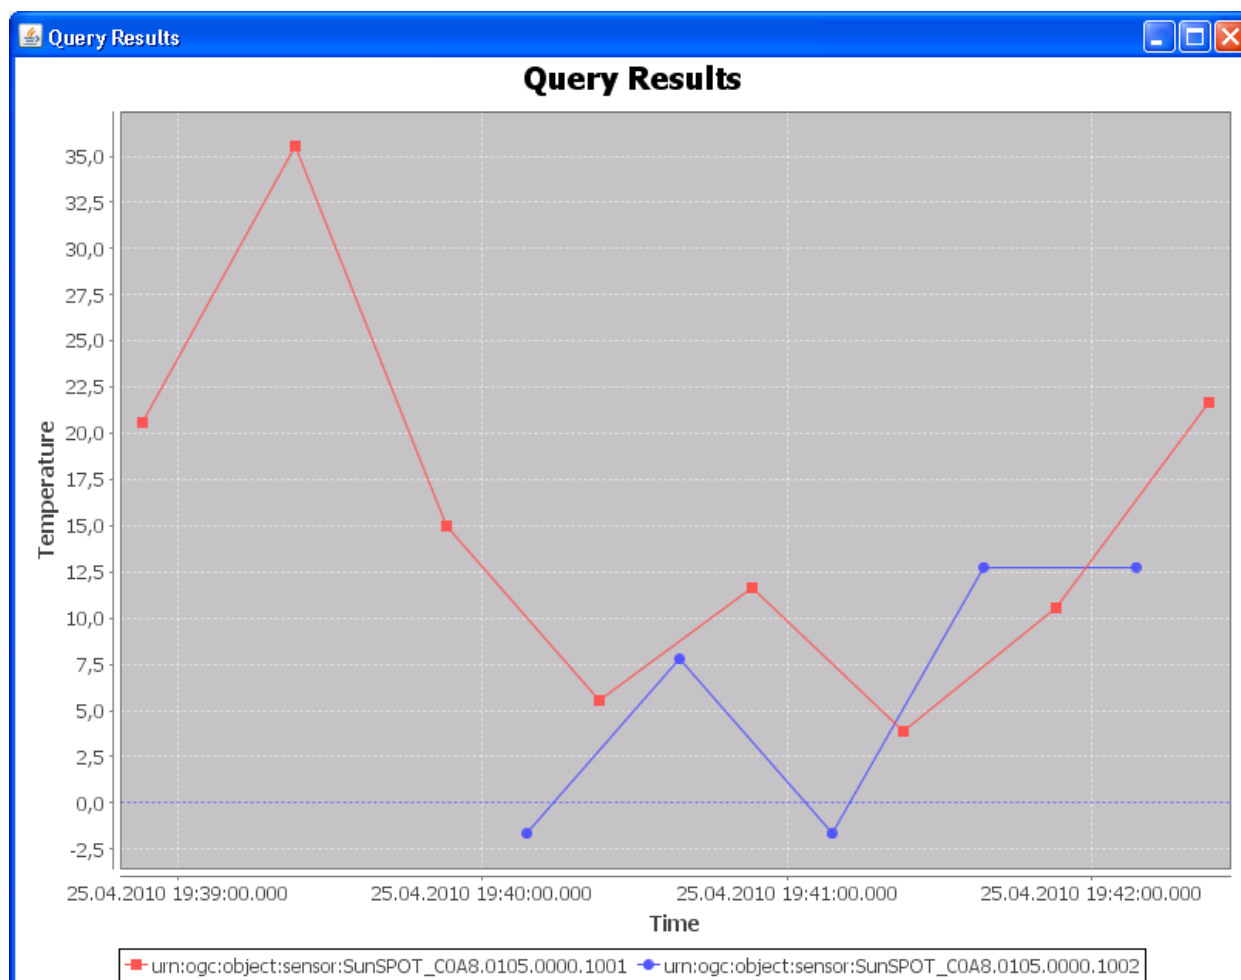 Query Results
Query Results
35,0
32,5
30,0
27,5
25,0
22,5
20,0
17,5
15,0
12,5
10,0
7,5
5,0
2,5
0,0
-2,5
Temperature
25.04.2010 19:39:00.000 25.04.2010 19:40:00.000 25.04.2010 19:41:00.000 25.04.2010 19:42:00.000
Time
urn:ogc:object:sensor:SunSPOT_C0A8.0105.0000.1001 urn:ogc:object:sensor:SunSPOT_C0A8.0105.0000.1002